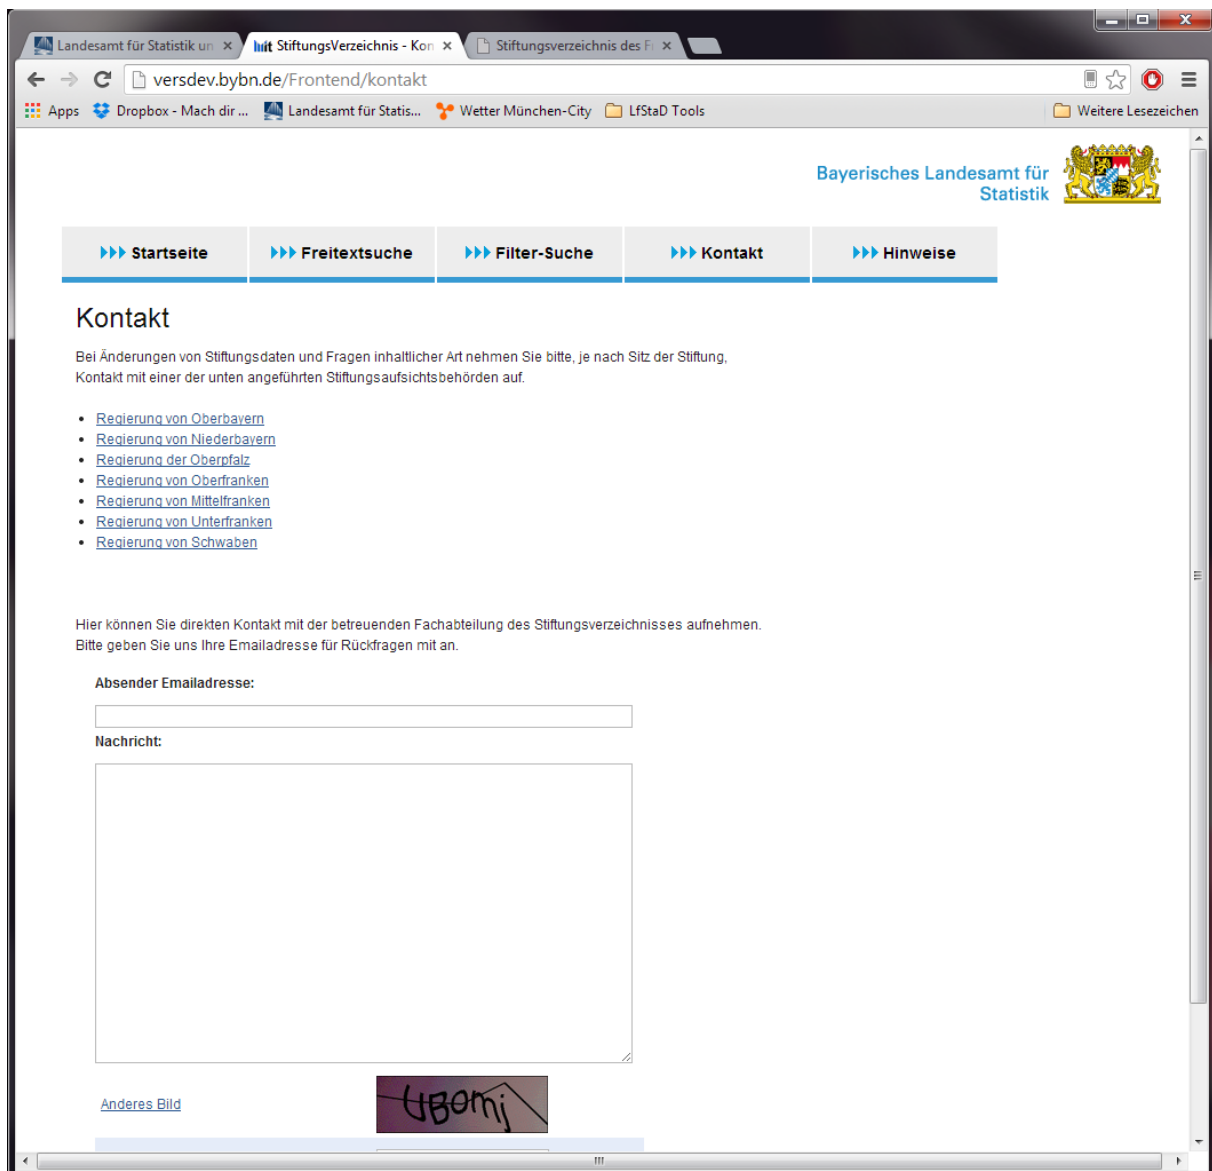 Landesamt für Statistik un
StiftungsVerzeichnis - Kon
Stiftungsverzeichnis des F
versdev.bybn.de/Frontend/kontakt
Apps
Dropbox - Mach dir ...
Landesamt für Statis...
Wetter München-City
LfStaD Tools
Weitere Lesezeichen
Bayerisches Landesamt für
Statistik
Startseite
Freitextsuche
Filter-Suche
Kontakt
Hinweise
Kontakt
Bei Änderungen von Stiftungsdaten und Fragen inhaltlicher Art nehmen Sie bitte, je nach Sitz der Stiftung,
Kontakt mit einer der unten angeführten Stiftungsaufsichtsbehörden auf.
• Regierung von Oberbayern
• Regierung von Niederbayern
• Regierung der Oberpfalz
• Regierung von Oberfranken
• Regierung von Mittelfranken
• Regierung von Unterfranken
• Regierung von Schwaben
Hier können Sie direkten Kontakt mit der betreuenden Fachabteilung des Stiftungsverzeichnisses aufnehmen.
Bitte geben Sie uns Ihre Emailadresse für Rückfragen mit an.
Absender Emailadresse:
Nachricht:
Anderes Bild